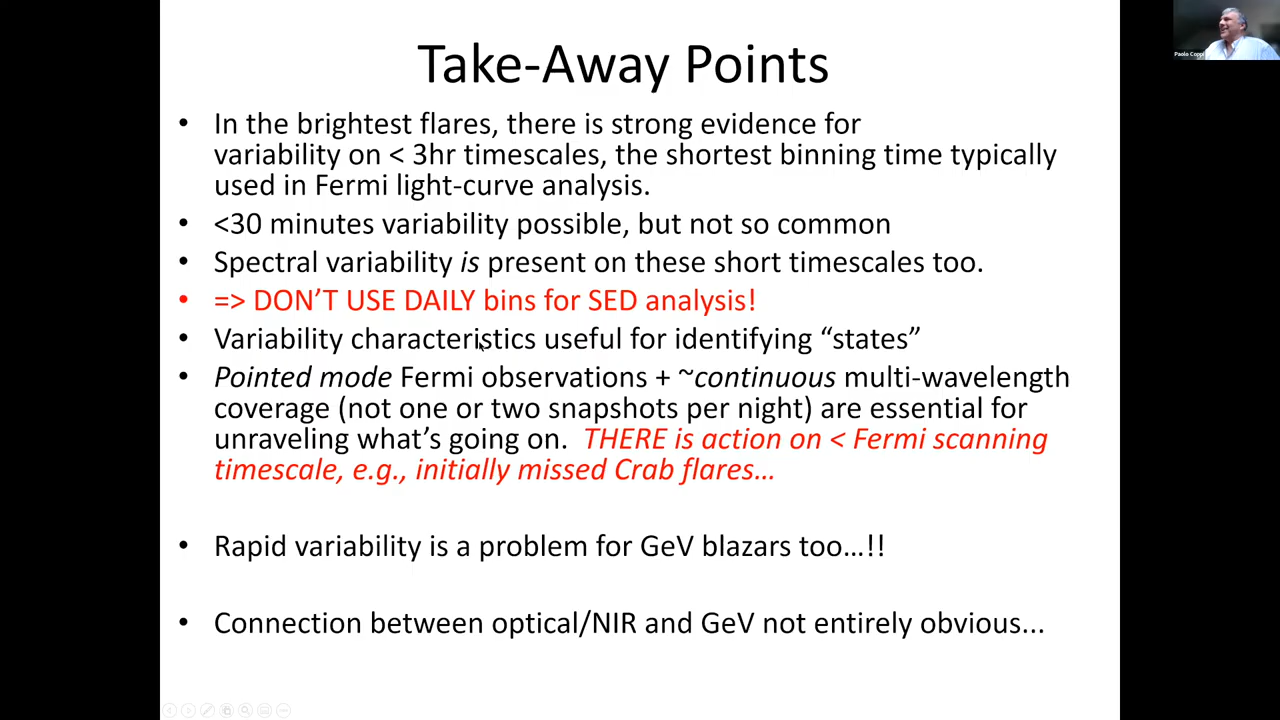 Take-Away Points
Paolo Coppi
• In the brightest flares, there is strong evidence for
variability on < 3hr timescales, the shortest binning time typically
used in Fermi light-curve analysis.
• <30 minutes variability possible, but not so common
• Spectral variability is present on these short timescales too.
• => DON’T USE DAILY bins for SED analysis!
• Variability characteristics useful for identifying “states”
• Pointed mode Fermi observations + ~continuous multi-wavelength
coverage (not one or two snapshots per night) are essential for
unraveling what’s going on. THERE is action on < Fermi scanning
timescale, e.g., initially missed Crab flares…
• Rapid variability is a problem for GeV blazars too…!!
• Connection between optical/NIR and GeV not entirely obvious...